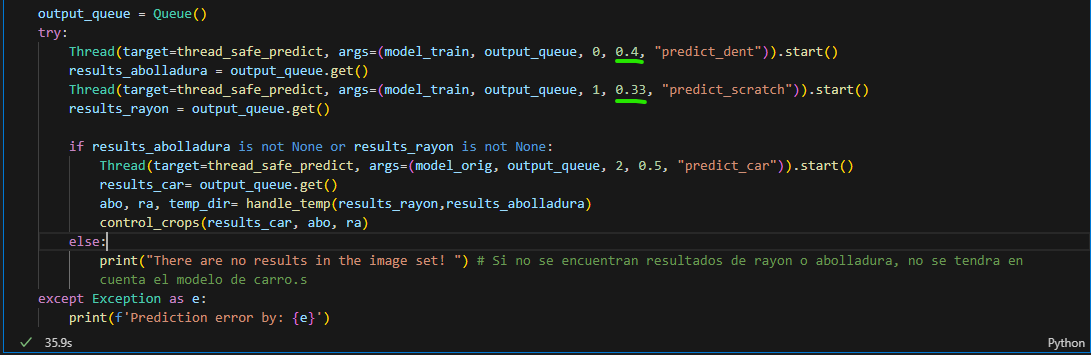 output_queue = Queue()
try:
Thread(target=thread_safe_predict, args=(model_train, output_queue, 0, 0.4, "predict_dent")).start()
results_abolladura = output_queue.get()
Thread(target=thread_safe_predict, args=(model_train, output_queue, 1, 0.33, "predict_scratch")).start()
results_rayon = output_queue.get()
if results_abolladura is not None or results_rayon is not None:
Thread(target=thread_safe_predict, args=(model_orig, output_queue, 2, 0.5, "predict_car")).start()
results_car= output_queue.get()
abo, ra, temp_dir= handle_temp(results_rayon,results_abolladura)
control_crops(results_car, abo, ra)
else:
print("There are no results in the image set! ") # Si no se encuentran resultados de rayon o abolladura, no se tendra en
cuenta el modelo de carro.s
except Exception as e:
print(f'Prediction error by: {e}')
35.9s
Python